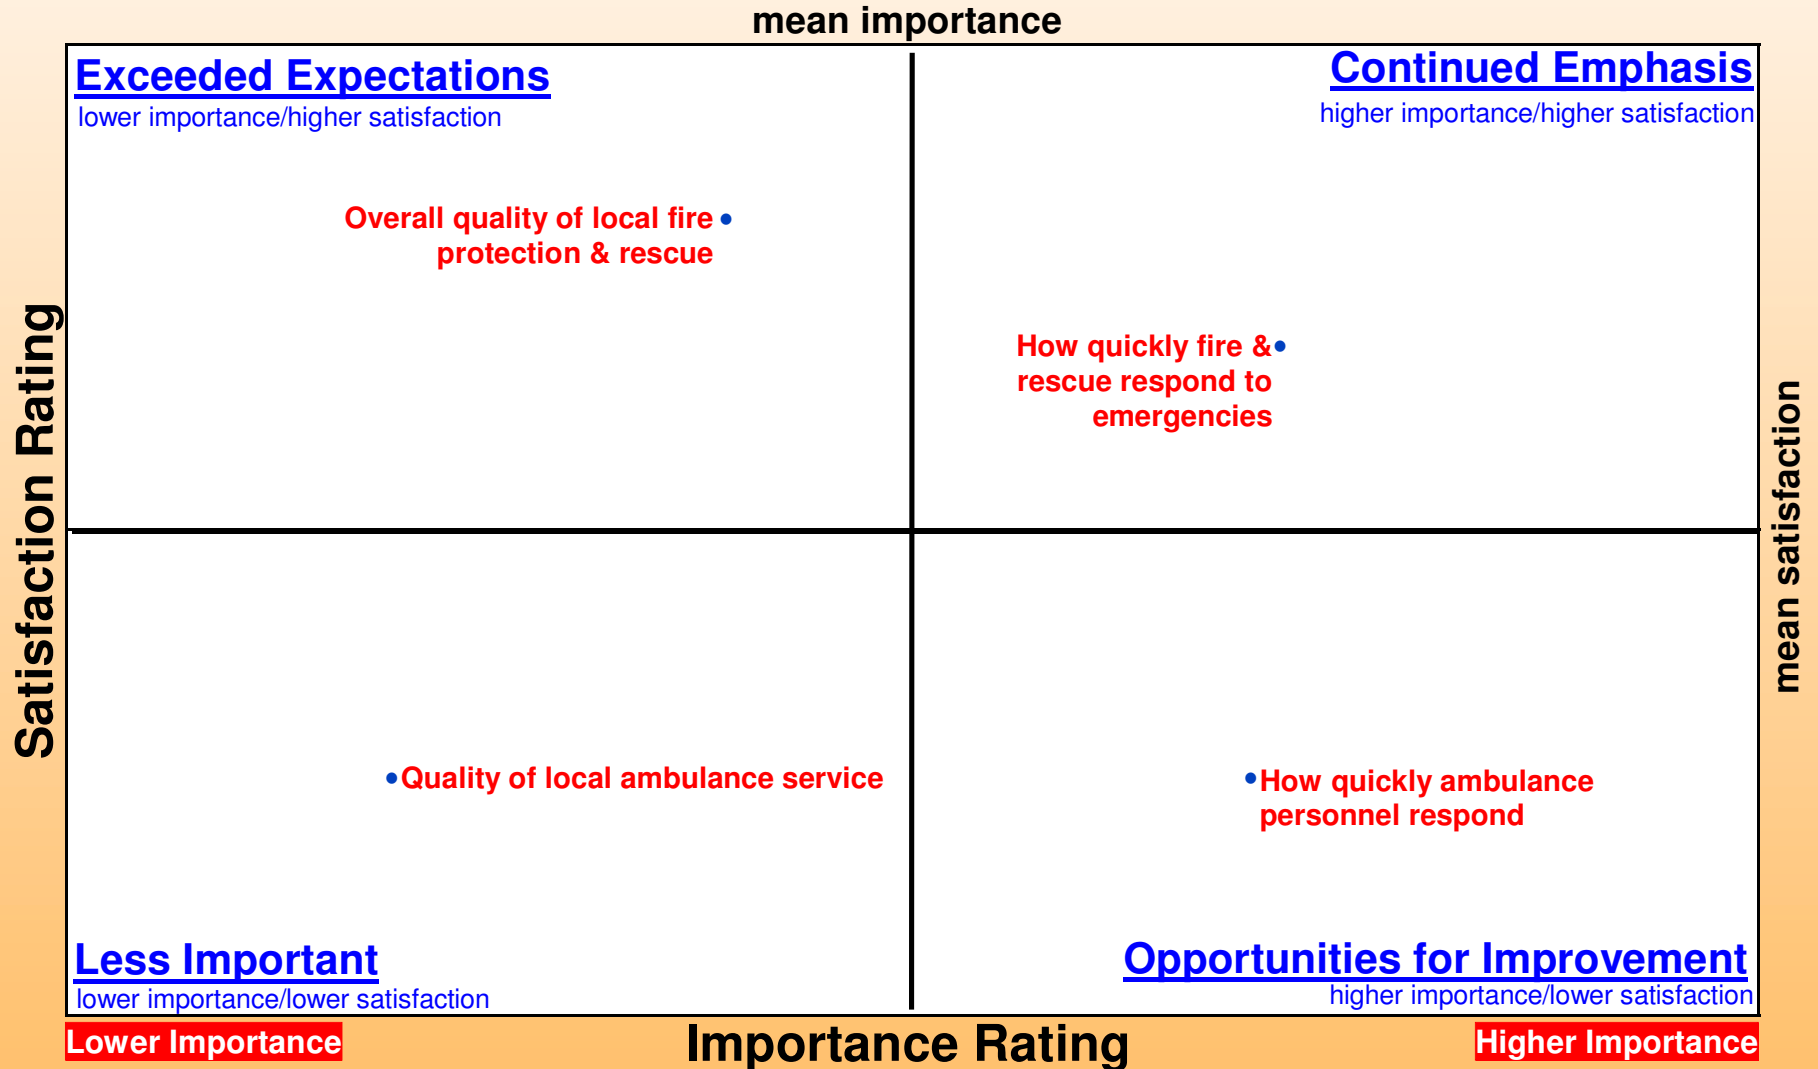 mean importance
Exceeded Expectations
lower importance/higher satisfaction
Continued Emphasis
higher importance/higher satisfaction
Overall quality of local fire
protection & rescue
How quickly fire &
rescue respond to
emergencies
Satisfaction Rating
mean satisfaction
Quality of local ambulance service
How quickly ambulance
personnel respond
Less Important
lower importance/lower satisfaction
Opportunities for Improvement
higher importance/lower satisfaction
Lower Importance
Importance Rating
Higher Importance